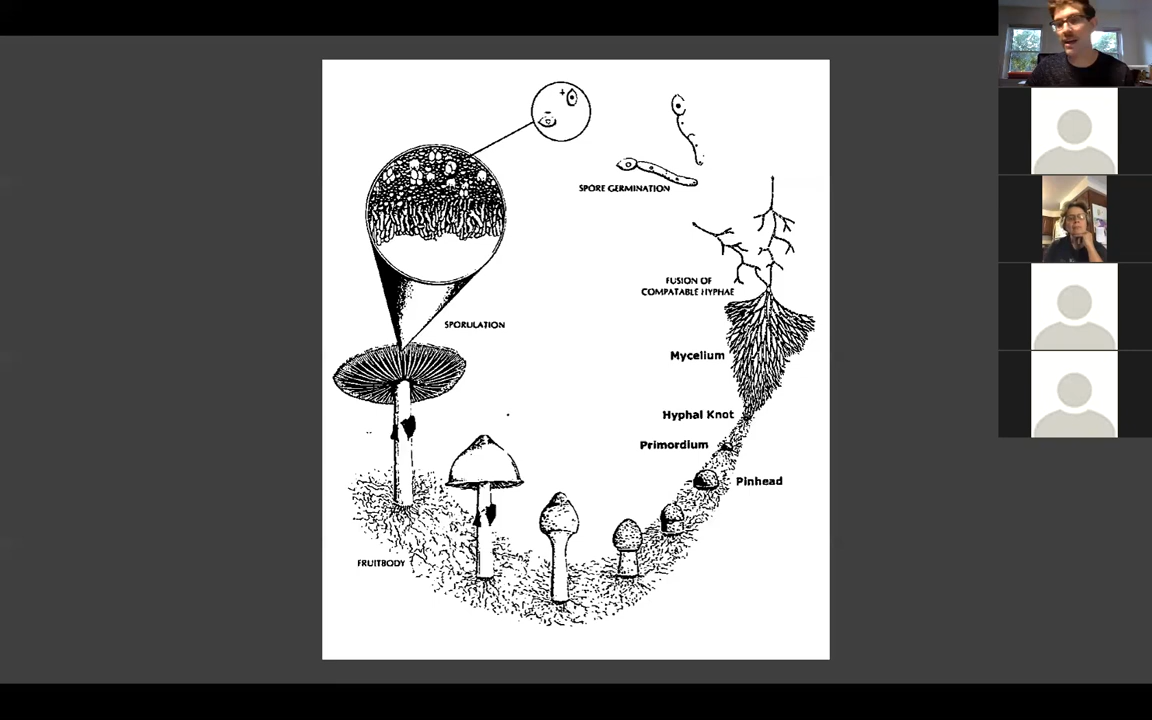 SPORE GERMINATION
FUSION OF
COMPATABLE HYPHAE
SPORULATION
Mycelium
Hyphal Knot
Primordium
Pinhead
FRUITBODY